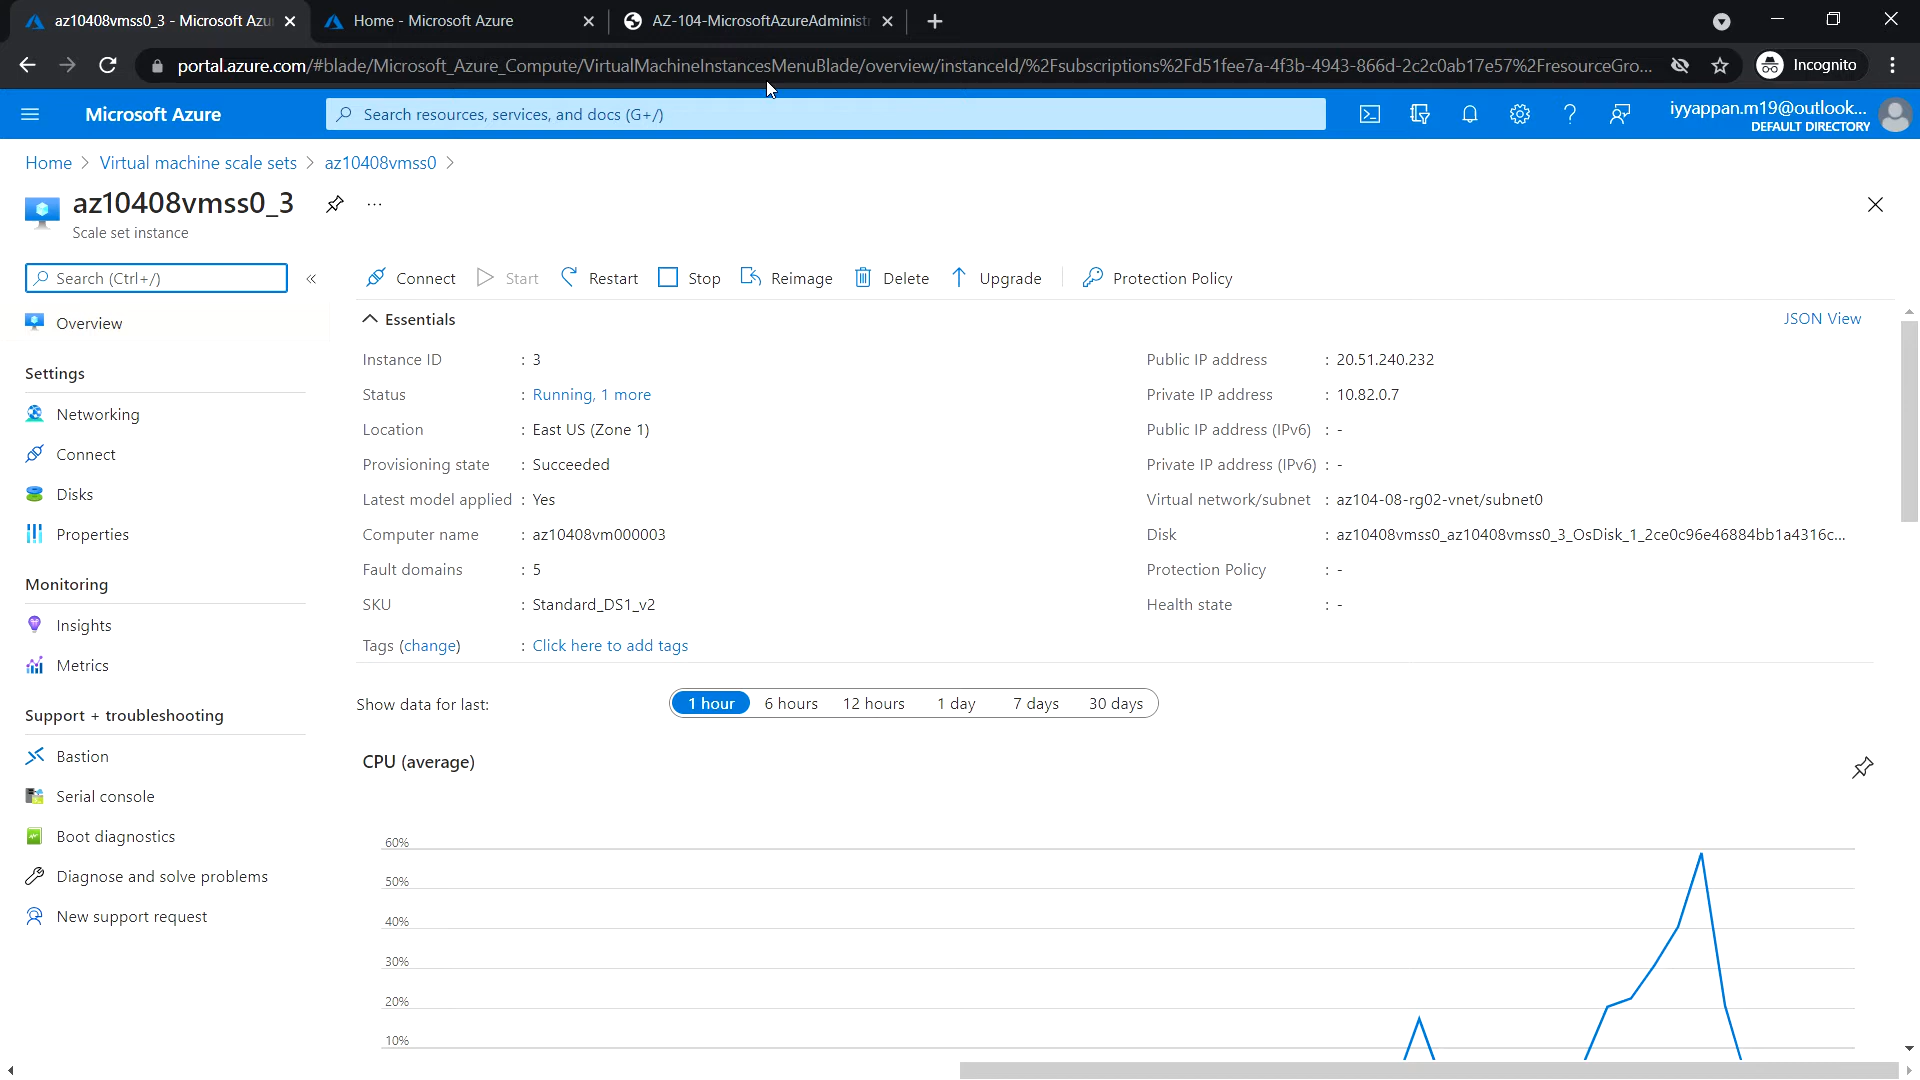 az10408vmss0_3 - Microsoft Azu
Home - Microsoft Azure
AZ-104-MicrosoftAzureAdminist
portal.azure.com/#blade/Microsoft_Azure_Compute/VirtualMachineInstancesMenuBlade/overview/instanceId/%2Fsubscriptions%2Fd51fee7a-4f3b-4943-866d-2c2c0ab17e57%2FresourceGro...
Incognito
Microsoft Azure
Search resources, services, and docs (G+/)
iyyappan.m19@outlook...
DEFAULT DIRECTORY
Home > Virtual machine scale sets > az10408vmss0 >
az10408vmss0_3
...
Scale set instance
Search (Ctrl+/)
«
Connect
Start
Restart
Stop
Reimage
Delete
Upgrade
Protection Policy
Overview
Settings
Networking
Connect
Disks
Properties
Monitoring
Insights
Metrics
Support + troubleshooting
Bastion
Serial console
Boot diagnostics
Diagnose and solve problems
New support request
Essentials
JSON View
Instance ID : 3
Status : Running, 1 more
Location : East US (Zone 1)
Provisioning state : Succeeded
Latest model applied : Yes
Computer name : az10408vm000003
Fault domains : 5
SKU : Standard_DS1_v2
Tags (change) : Click here to add tags
Public IP address : 20.51.240.232
Private IP address : 10.82.0.7
Public IP address (IPv6) : -
Private IP address (IPv6) : -
Virtual network/subnet : az104-08-rg02-vnet/subnet0
Disk : az10408vmss0_az10408vmss0_3_OsDisk_1_2ce0c96e46884bb1a4316c...
Protection Policy : -
Health state : -
Show data for last:
1 hour
6 hours
12 hours
1 day
7 days
30 days
CPU (average)
60%
50%
40%
30%
20%
10%